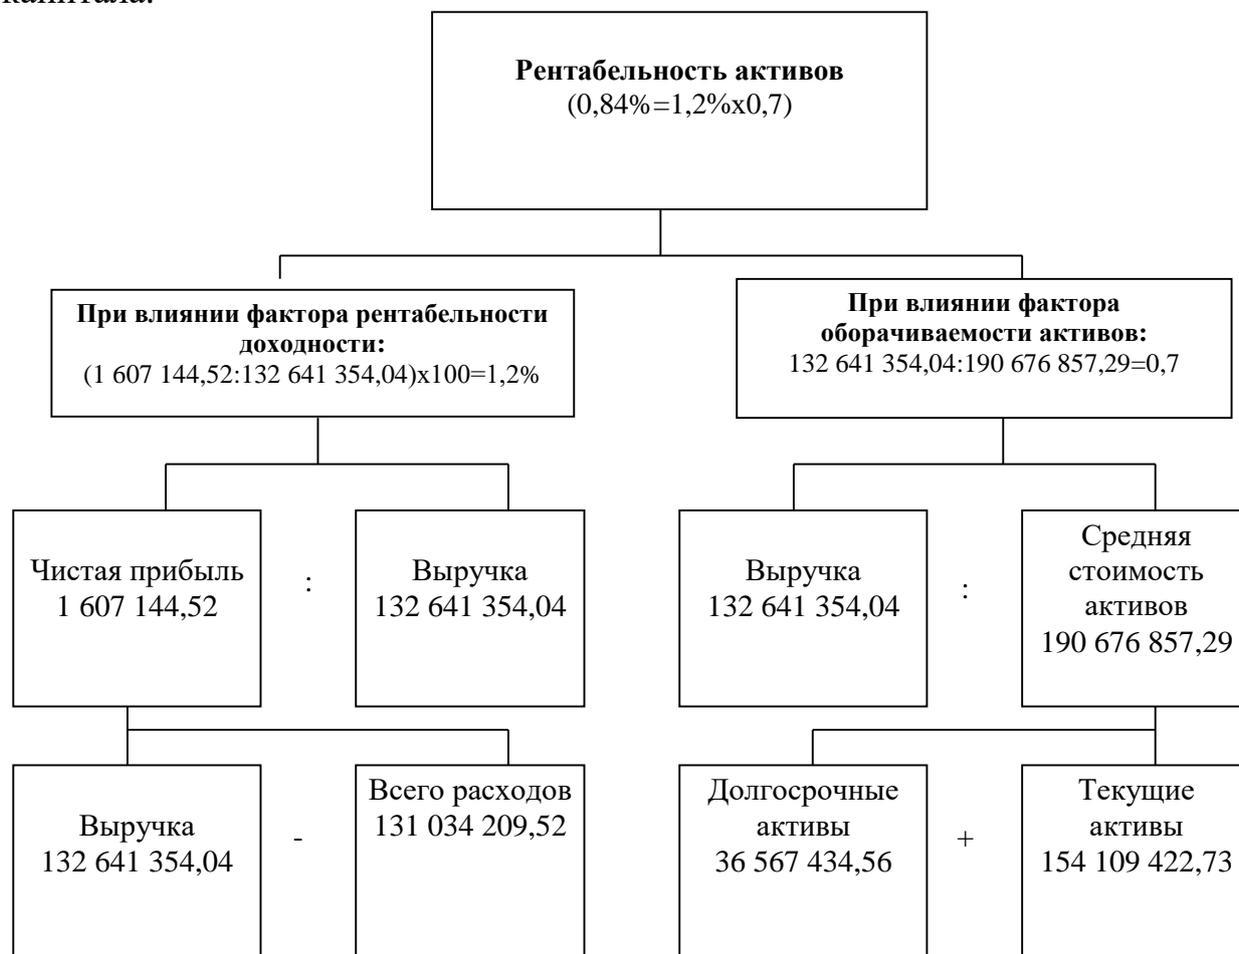 капитала.
Рентабельность активов
(0,84%=1,2%х0,7)
При влиянии фактора рентабельности
доходности:
(1 607 144,52:132 641 354,04)х100=1,2%
При влиянии фактора
оборачиваемости активов:
132 641 354,04:190 676 857,29=0,7
Чистая прибыль
1 607 144,52
:
Выручка
132 641 354,04
Выручка
132 641 354,04
:
Средняя
стоимость
активов
190 676 857,29
Выручка
132 641 354,04
-
Всего расходов
131 034 209,52
Долгосрочные
активы
36 567 434,56
+
Текущие
активы
154 109 422,73